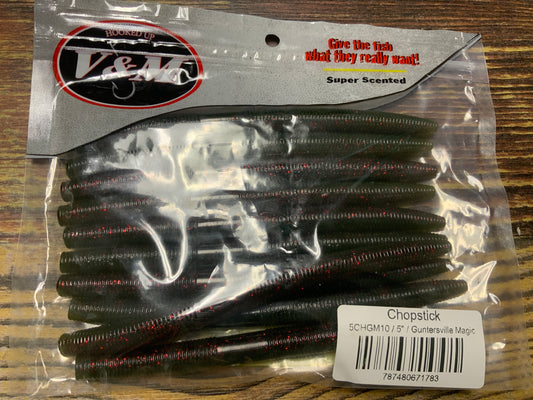 HOOKED UP
V&M
Give the fish
what they really want!
Super Scented
Chopstick
5CHGM10 / 5" / Guntersville Magic
787480671783